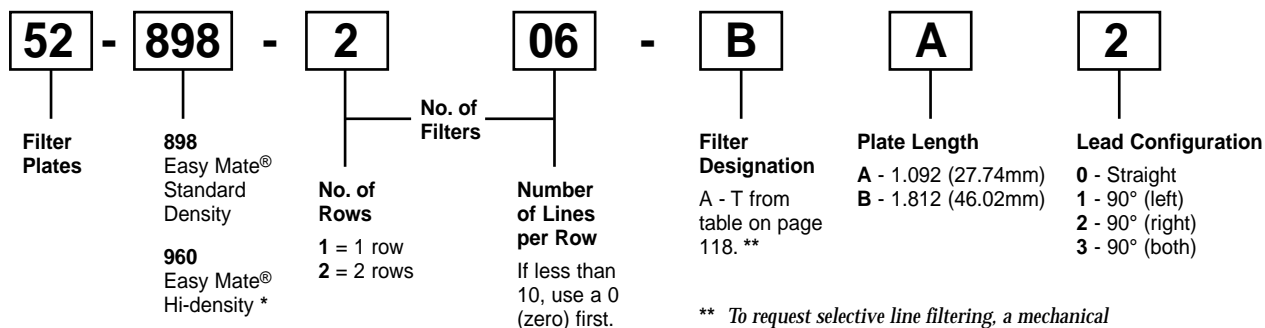 52 - 898 - 2 06 - B A 2
No. of
Filters
Filter
Plates
898
Easy Mate®
Standard
Density
960
Easy Mate®
Hi-density *
No. of
Rows
1 = 1 row
2 = 2 rows
Number
of Lines
per Row
If less than
10, use a 0
(zero) first.
Filter
Designation
A - T from
table on page
118. **
Plate Length
A - 1.092 (27.74mm)
B - 1.812 (46.02mm)
Lead Configuration
0 - Straight
1 - 90° (left)
2 - 90° (right)
3 - 90° (both)
** To request selective line filtering, a mechanical